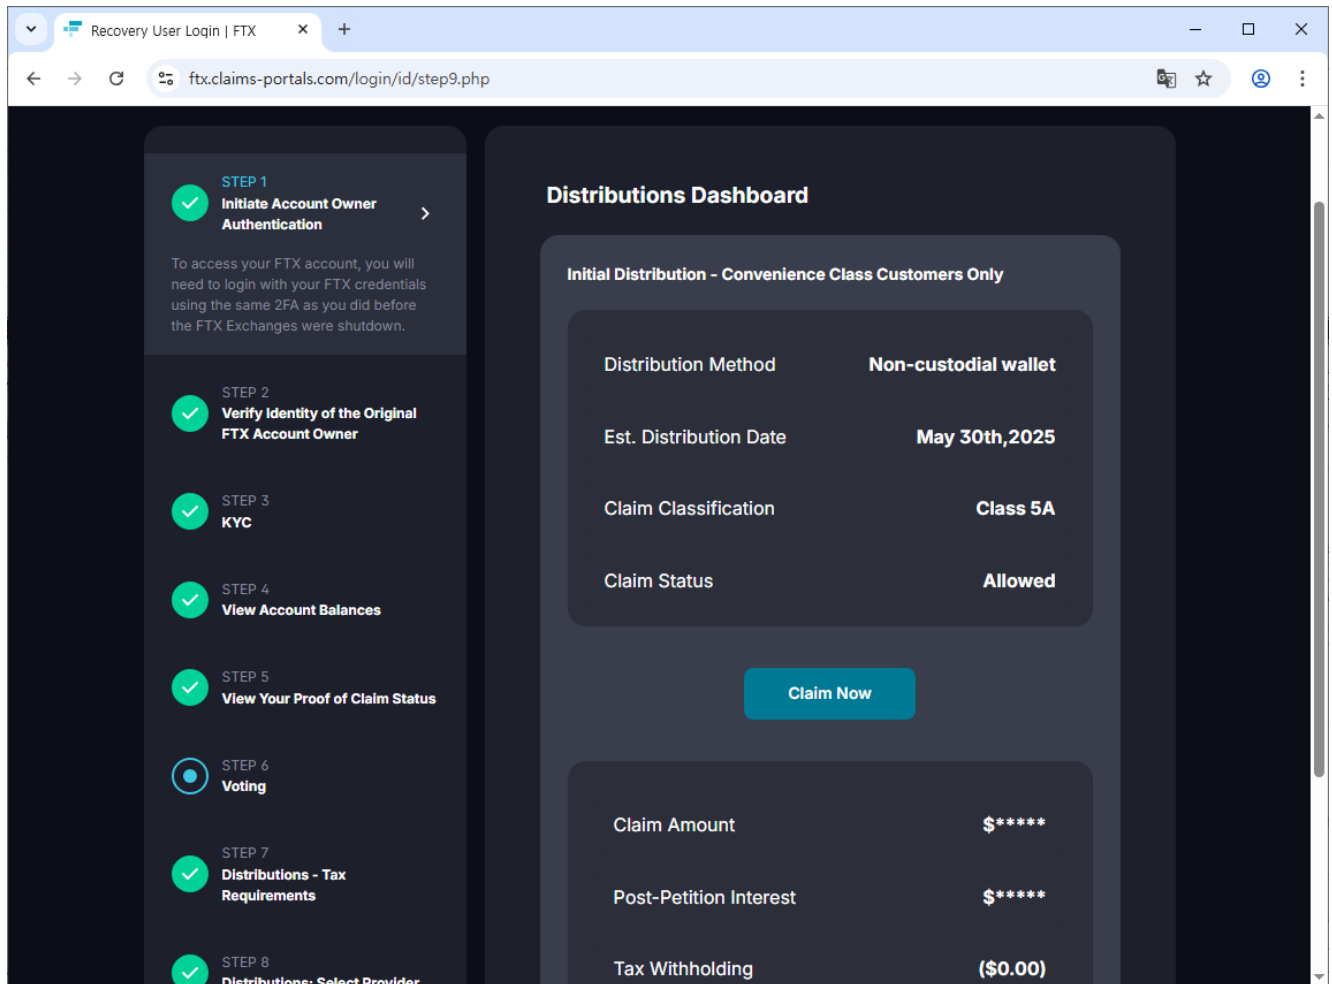 Recovery User Login | FTX
ftx.claims-portals.com/login/id/step9.php
STEP 1
Initiate Account Owner
Authentication
To access your FTX account, you will
need to login with your FTX credentials
using the same 2FA as you did before
the FTX Exchanges were shutdown.
STEP 2
Verify Identity of the Original
FTX Account Owner
STEP 3
KYC
STEP 4
View Account Balances
STEP 5
View Your Proof of Claim Status
STEP 6
Voting
STEP 7
Distributions - Tax
Requirements
STEP 8
Distributions: Select Provider
Distributions Dashboard
Initial Distribution - Convenience Class Customers Only
Distribution Method Non-custodial wallet
Est. Distribution Date May 30th,2025
Claim Classification Class 5A
Claim Status Allowed
Claim Now
Claim Amount $*****
Post-Petition Interest $*****
Tax Withholding ($0.00)